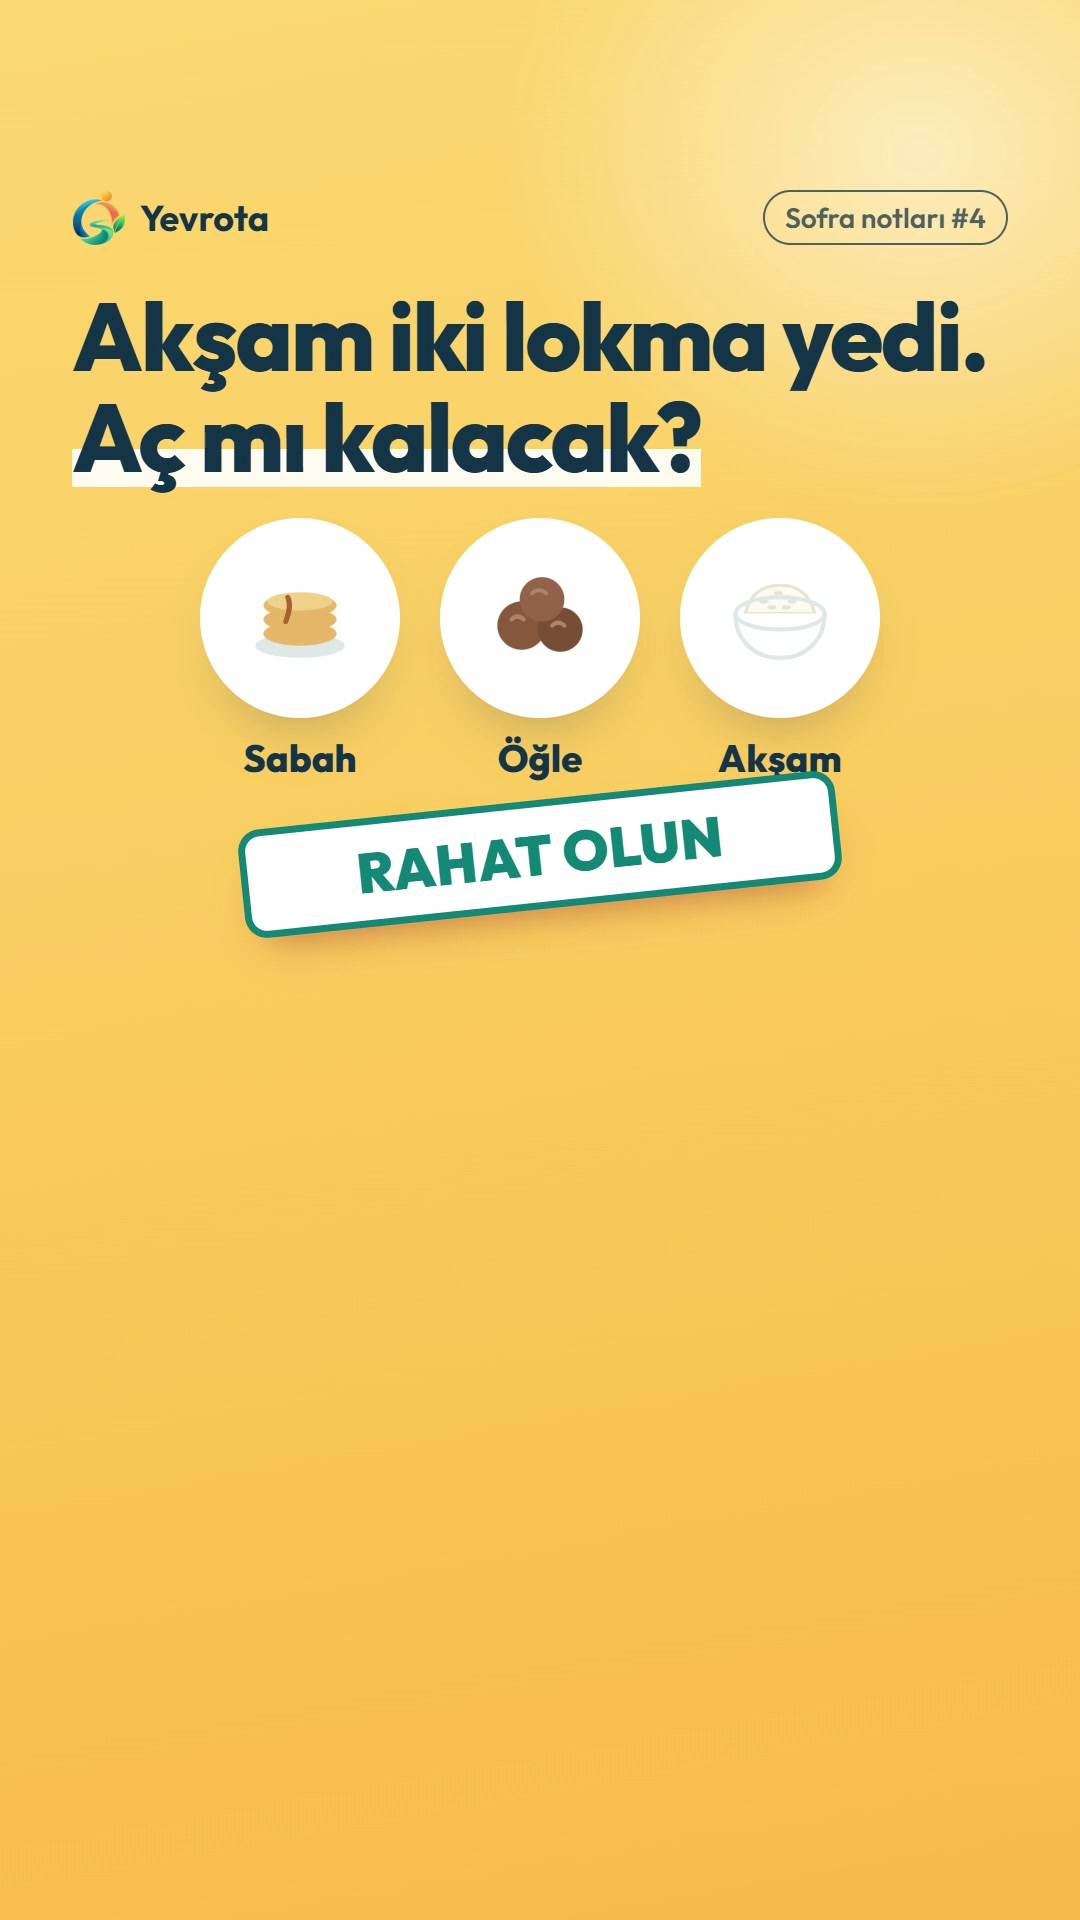 Yevrota
Sofra notları #4
Akşam iki lokma yedi.
Aç mı kalacak?
Sabah
Öğle
Akşam
RAHAT OLUN